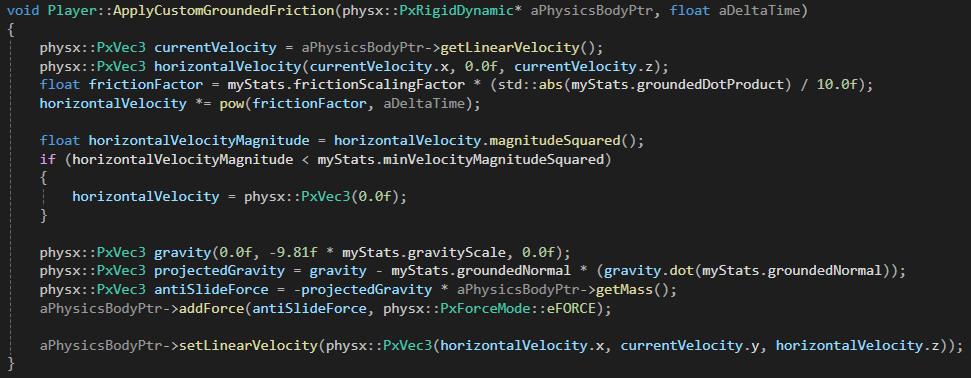 void Player::ApplyCustomGroundedFriction(physx::PxRigidDynamic* aPhysicsBodyPtr, float aDeltaTime)
{
physx::PxVec3 currentVelocity = aPhysicsBodyPtr->getLinearVelocity();
physx::PxVec3 horizontalVelocity(currentVelocity.x, 0.0f, currentVelocity.z);
float frictionFactor = myStats.frictionScalingFactor * (std::abs(myStats.groundedDotProduct) / 10.0f);
horizontalVelocity *= pow(frictionFactor, aDeltaTime);
float horizontalVelocityMagnitude = horizontalVelocity.magnitudeSquared();
if (horizontalVelocityMagnitude < myStats.minVelocityMagnitudeSquared)
{
horizontalVelocity = physx::PxVec3(0.0f);
}
physx::PxVec3 gravity(0.0f, -9.81f * myStats.gravityScale, 0.0f);
physx::PxVec3 projectedGravity = gravity - myStats.groundedNormal * (gravity.dot(myStats.groundedNormal));
physx::PxVec3 antiSlideForce = -projectedGravity * aPhysicsBodyPtr->getMass();
aPhysicsBodyPtr->addForce(antiSlideForce, physx::PxForceMode::eFORCE);
aPhysicsBodyPtr->setLinearVelocity(physx::PxVec3(horizontalVelocity.x, currentVelocity.y, horizontalVelocity.z));
}